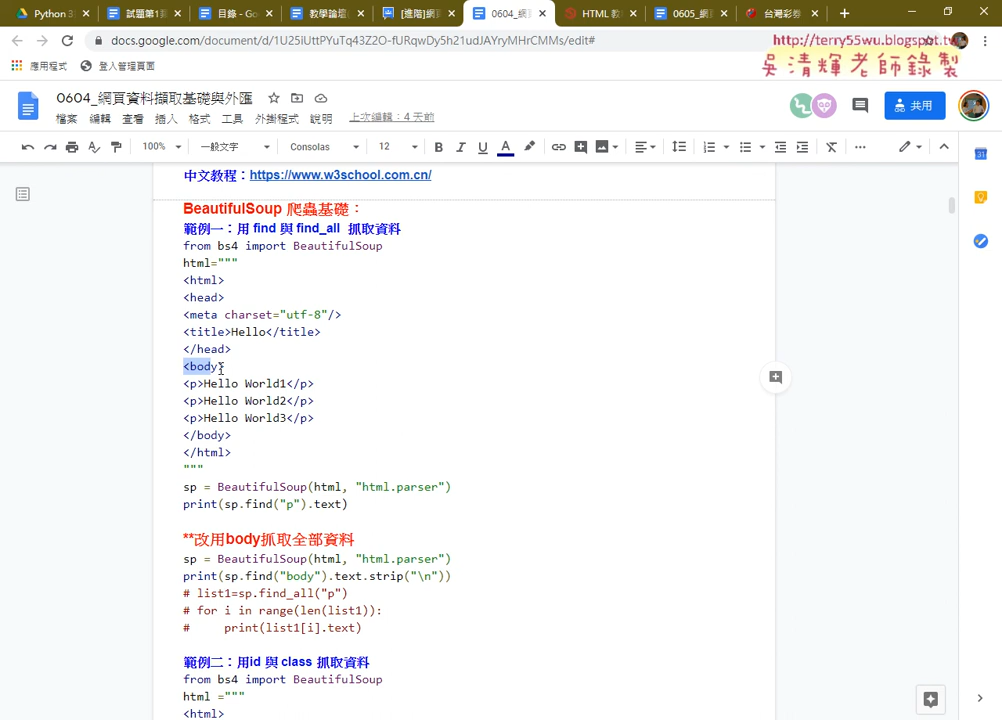 Python 3
試題第1
目錄 - Go
教學論壇
[進階]網
0604_網
HTML 教
0605_網
台灣彩券
docs.google.com/document/d/1U25iUttPYuTq43Z2O-fURqwDy5h21udJAYryMHrCMMs/edit#
http://terry55wu.blogspot.tw
吳清輝老師錄製
應用程式
登入管理頁面
0604_網頁資料擷取基礎與外匯
檔案 編輯 查看 插入 格式 工具 外掛程式 說明 上次編輯：4 天前
共用
100% 一般文字 Consolas 12
中文教程：https://www.w3school.com.cn/
BeautifulSoup 爬蟲基礎：
範例一：用 find 與 find_all 抓取資料
from bs4 import BeautifulSoup
html="""
<html>
<head>
<meta charset="utf-8"/>
<title>Hello</title>
</head>
<body>
<p>Hello World1</p>
<p>Hello World2</p>
<p>Hello World3</p>
</body>
</html>
"""
sp = BeautifulSoup(html, "html.parser")
print(sp.find("p").text)
**改用body抓取全部資料
sp = BeautifulSoup(html, "html.parser")
print(sp.find("body").text.strip("\n"))
# list1=sp.find_all("p")
# for i in range(len(list1)):
#     print(list1[i].text)
範例二：用id 與 class 抓取資料
from bs4 import BeautifulSoup
html ="""
<html>